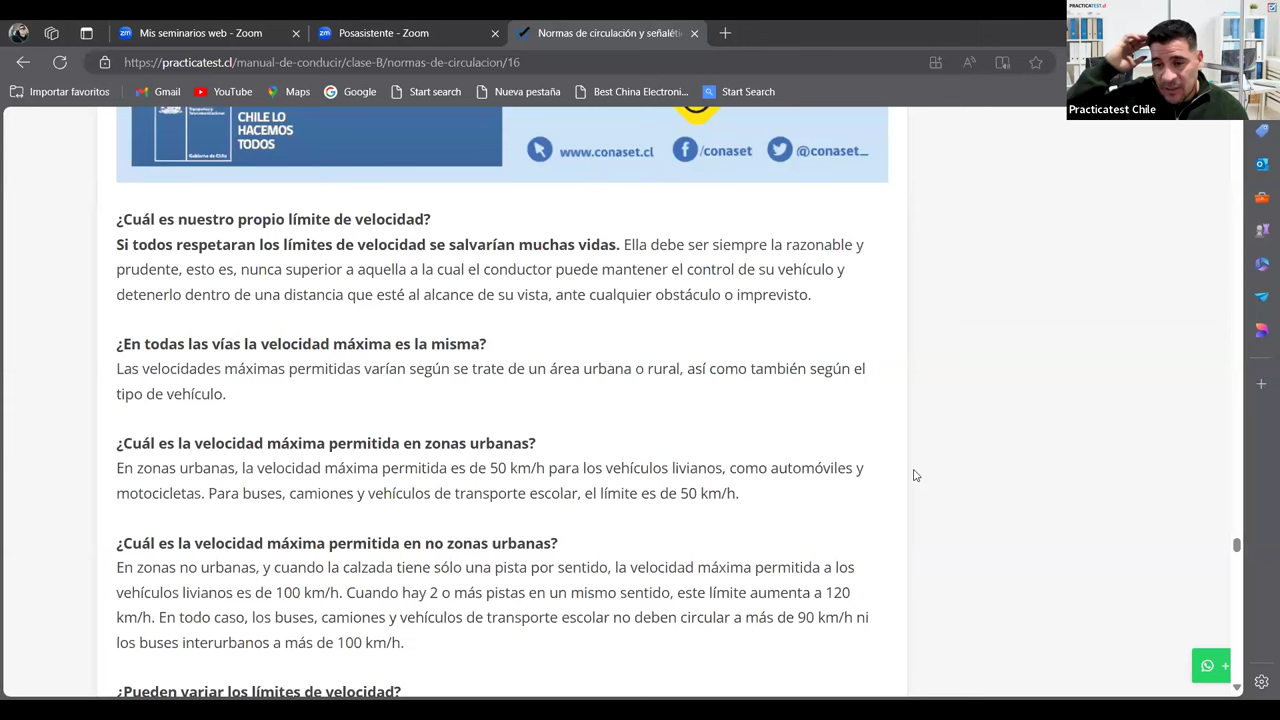 PRACTICATEST.cl
Mis seminarios web - Zoom
Posasistente - Zoom
Normas de circulación y señaléti
https://practicatest.cl/manual-de-conducir/clase-B/normas-de-circulacion/16
Importar favoritos
Gmail
YouTube
Maps
Google
Start search
Nueva pestaña
Best China Electroni...
Start Search
Practicatest Chile
CHILE LO
HACEMOS
TODOS
Gobierno de Chile
www.conaset.cl
/conaset
@conaset_
¿Cuál es nuestro propio límite de velocidad?
Si todos respetaran los límites de velocidad se salvarían muchas vidas. Ella debe ser siempre la razonable y
prudente, esto es, nunca superior a aquella a la cual el conductor puede mantener el control de su vehículo y
detenerlo dentro de una distancia que esté al alcance de su vista, ante cualquier obstáculo o imprevisto.
¿En todas las vías la velocidad máxima es la misma?
Las velocidades máximas permitidas varían según se trate de un área urbana o rural, así como también según el
tipo de vehículo.
¿Cuál es la velocidad máxima permitida en zonas urbanas?
En zonas urbanas, la velocidad máxima permitida es de 50 km/h para los vehículos livianos, como automóviles y
motocicletas. Para buses, camiones y vehículos de transporte escolar, el límite es de 50 km/h.
¿Cuál es la velocidad máxima permitida en no zonas urbanas?
En zonas no urbanas, y cuando la calzada tiene sólo una pista por sentido, la velocidad máxima permitida a los
vehículos livianos es de 100 km/h. Cuando hay 2 o más pistas en un mismo sentido, este límite aumenta a 120
km/h. En todo caso, los buses, camiones y vehículos de transporte escolar no deben circular a más de 90 km/h ni
los buses interurbanos a más de 100 km/h.
¿Pueden variar los límites de velocidad?